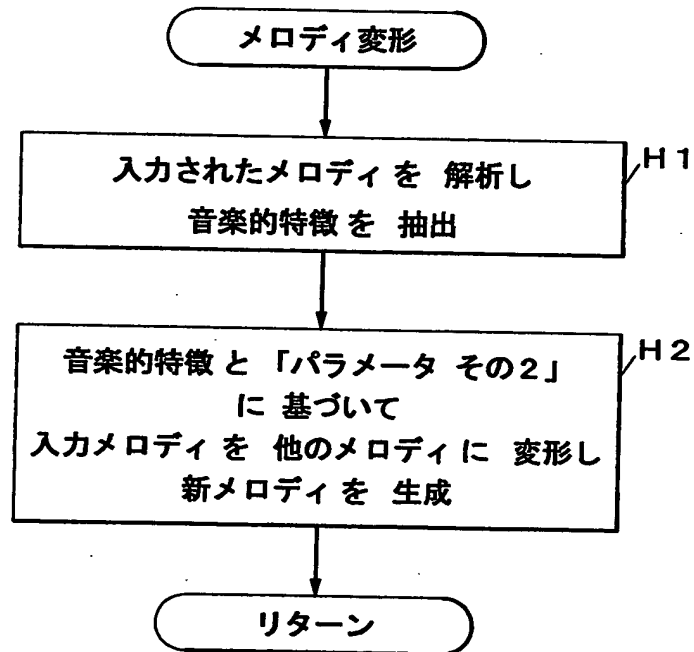 メロディ変形
入力されたメロディを 解析し
音楽的特徴を 抽出
H1
音楽的特徴と「パラメータ その2」
に 基づいて
入力メロディを 他のメロディに 変形し
新メロディを 生成
H2
リターン